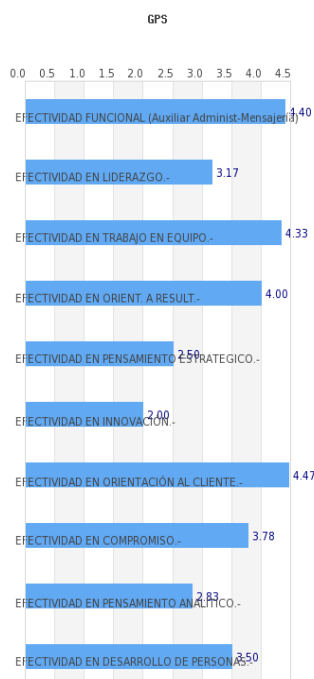 GPS
0.0 0.5 1.0 1.5 2.0 2.5 3.0 3.5 4.0 4.5
EFECTIVIDAD FUNCIONAL (Auxiliar Administ-Mensajería) 4.40
EFECTIVIDAD EN LIDERAZGO.- 3.17
EFECTIVIDAD EN TRABAJO EN EQUIPO.- 4.33
EFECTIVIDAD EN ORIENT. A RESULT.- 4.00
EFECTIVIDAD EN PENSAMIENTO ESTRATEGICO.- 2.50
EFECTIVIDAD EN INNOVACIÓN.- 2.00
EFECTIVIDAD EN ORIENTACIÓN AL CLIENTE.- 4.47
EFECTIVIDAD EN COMPROMISO.- 3.78
EFECTIVIDAD EN PENSAMIENTO ANALÍTICO.- 2.83
EFECTIVIDAD EN DESARROLLO DE PERSONAS.- 3.50